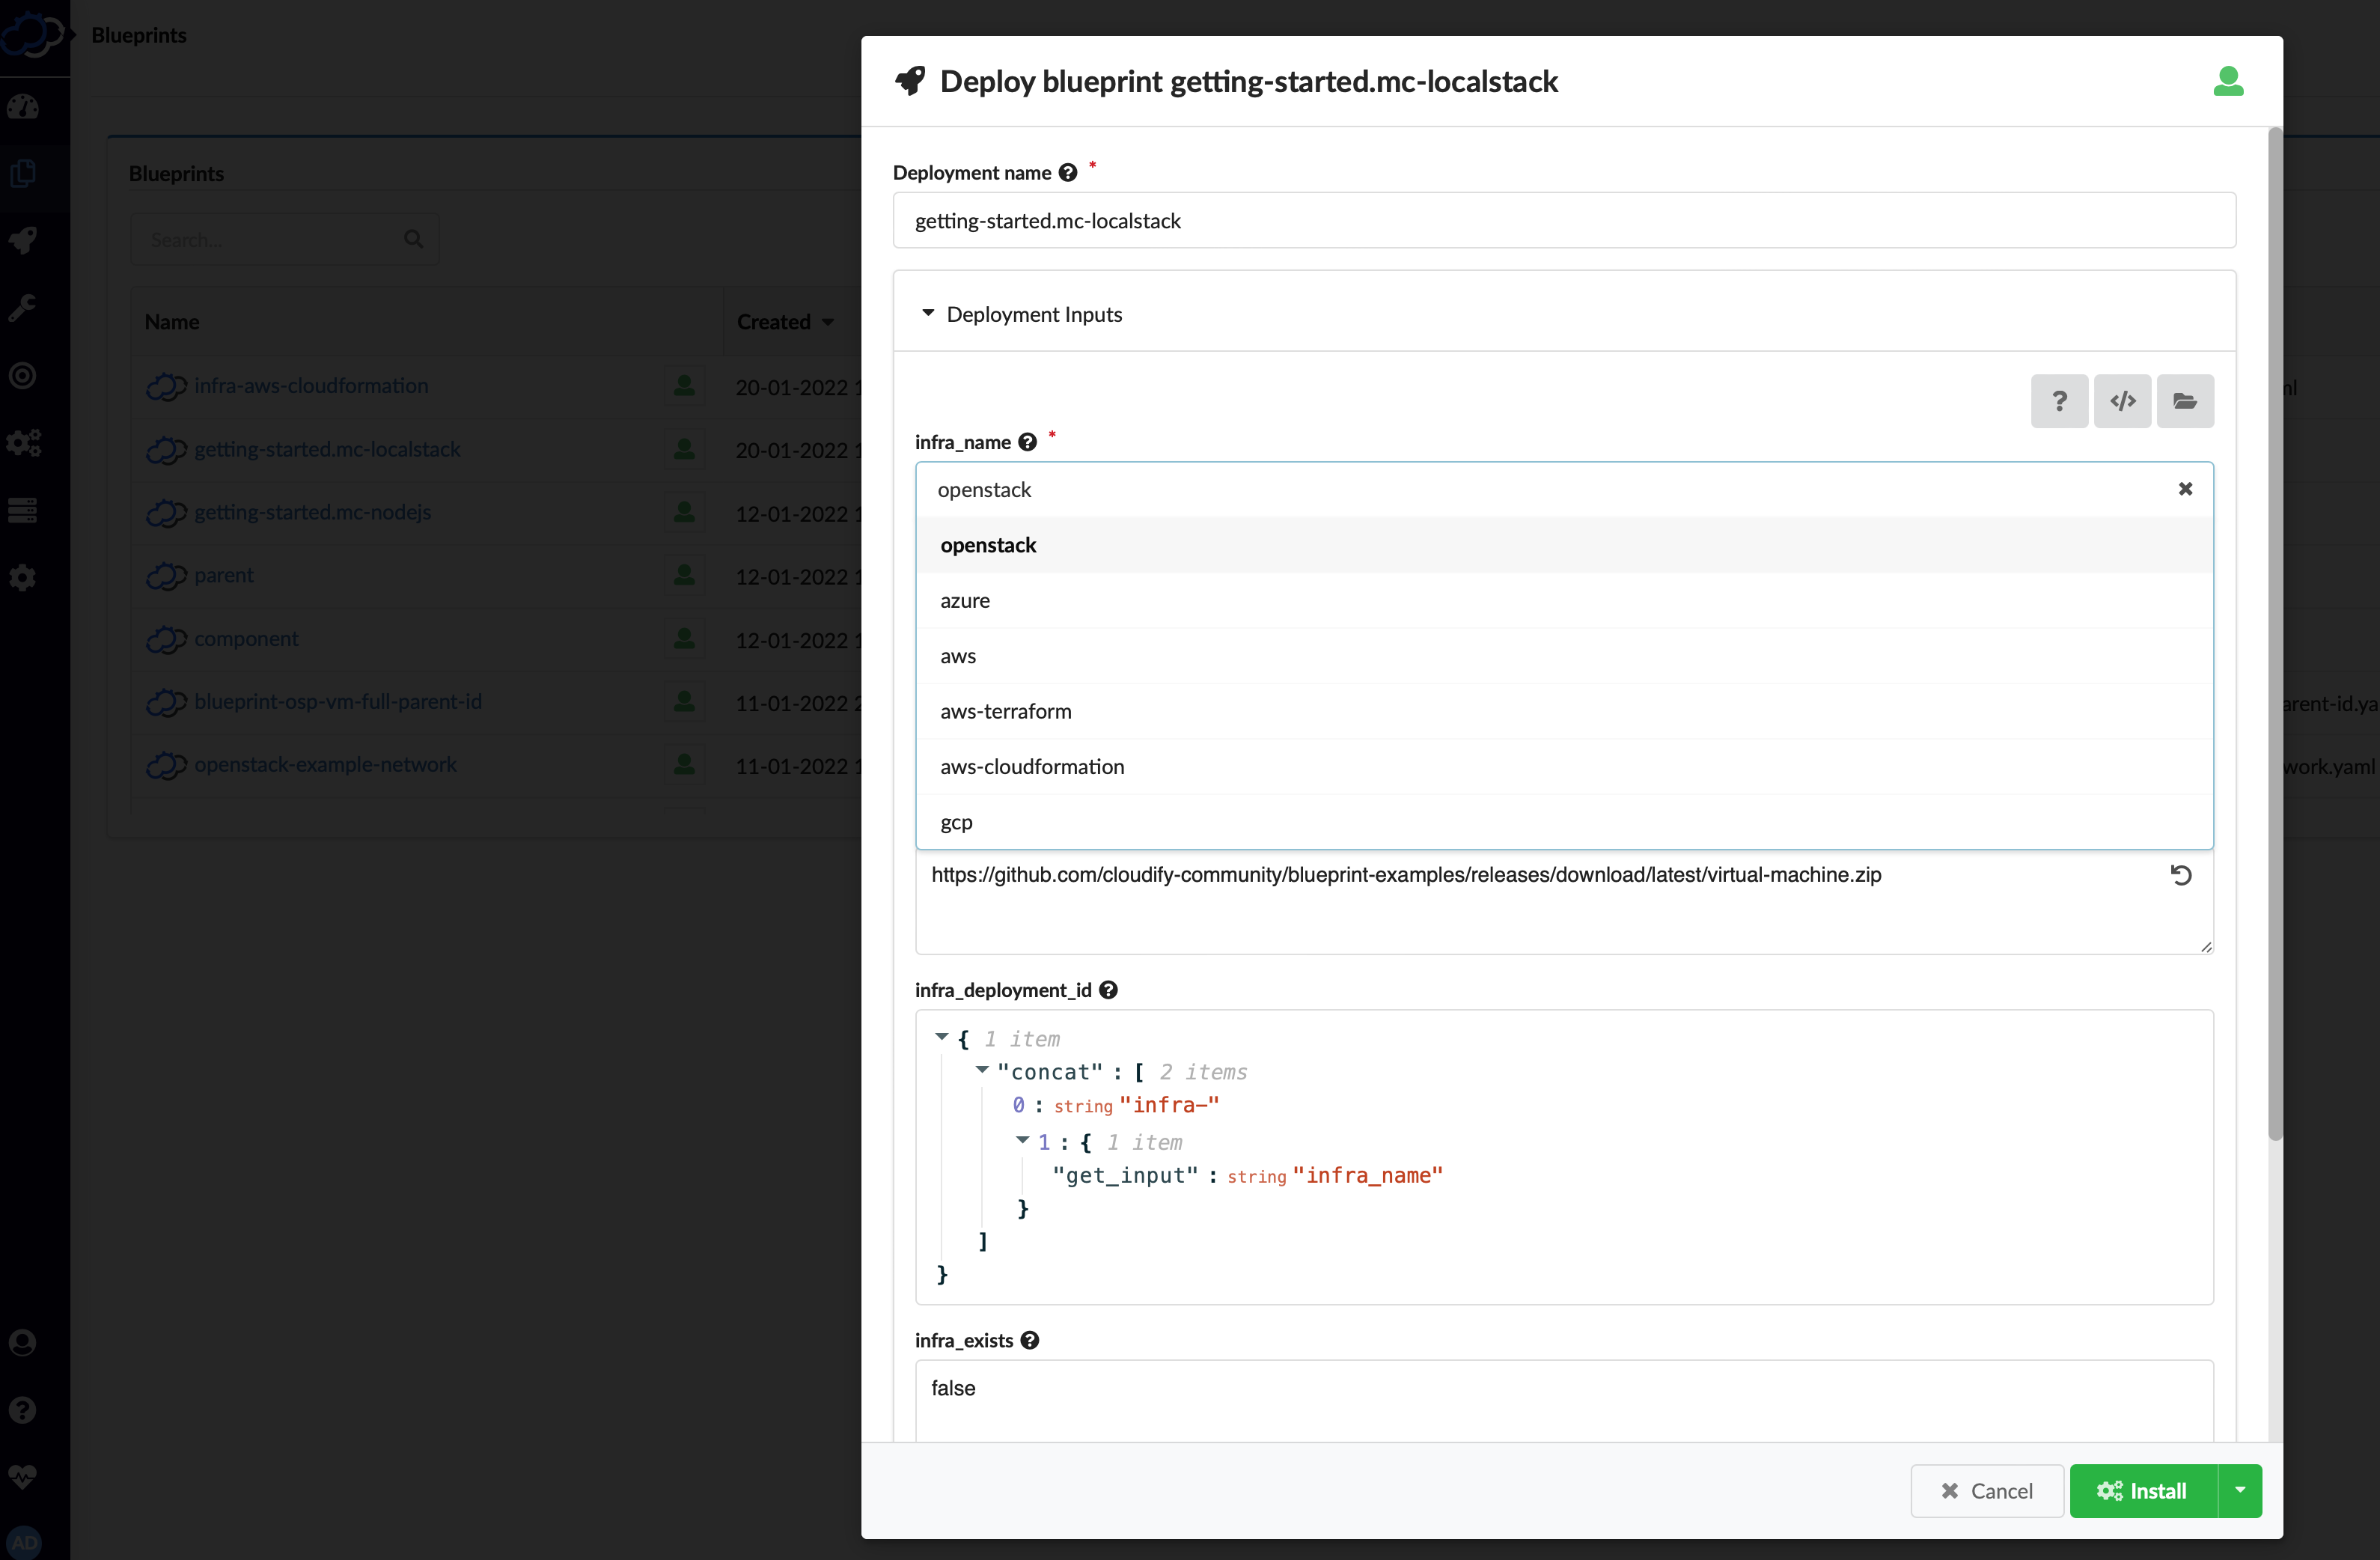 Blueprints
Deploy blueprint getting-started.mc-localstack
Blueprints
Search...
Name
Created
infra-aws-cloudformation
20-01-2022 1
getting-started.mc-localstack
20-01-2022 1
getting-started.mc-nodejs
12-01-2022 1
parent
12-01-2022 1
component
12-01-2022 1
blueprint-osp-vm-full-parent-id
11-01-2022 2
arent-id.ya
openstack-example-network
11-01-2022 1
work.yaml
AD
Deployment name ? *
getting-started.mc-localstack
Deployment Inputs
? </>
infra_name ? *
openstack
openstack
azure
aws
aws-terraform
aws-cloudformation
gcp
https://github.com/cloudify-community/blueprint-examples/releases/download/latest/virtual-machine.zip
infra_deployment_id ?
{ 1 item
"concat" : [ 2 items
0 : string "infra-"
1 : { 1 item
"get_input" : string "infra_name"
}
]
}
infra_exists ?
false
Cancel
Install